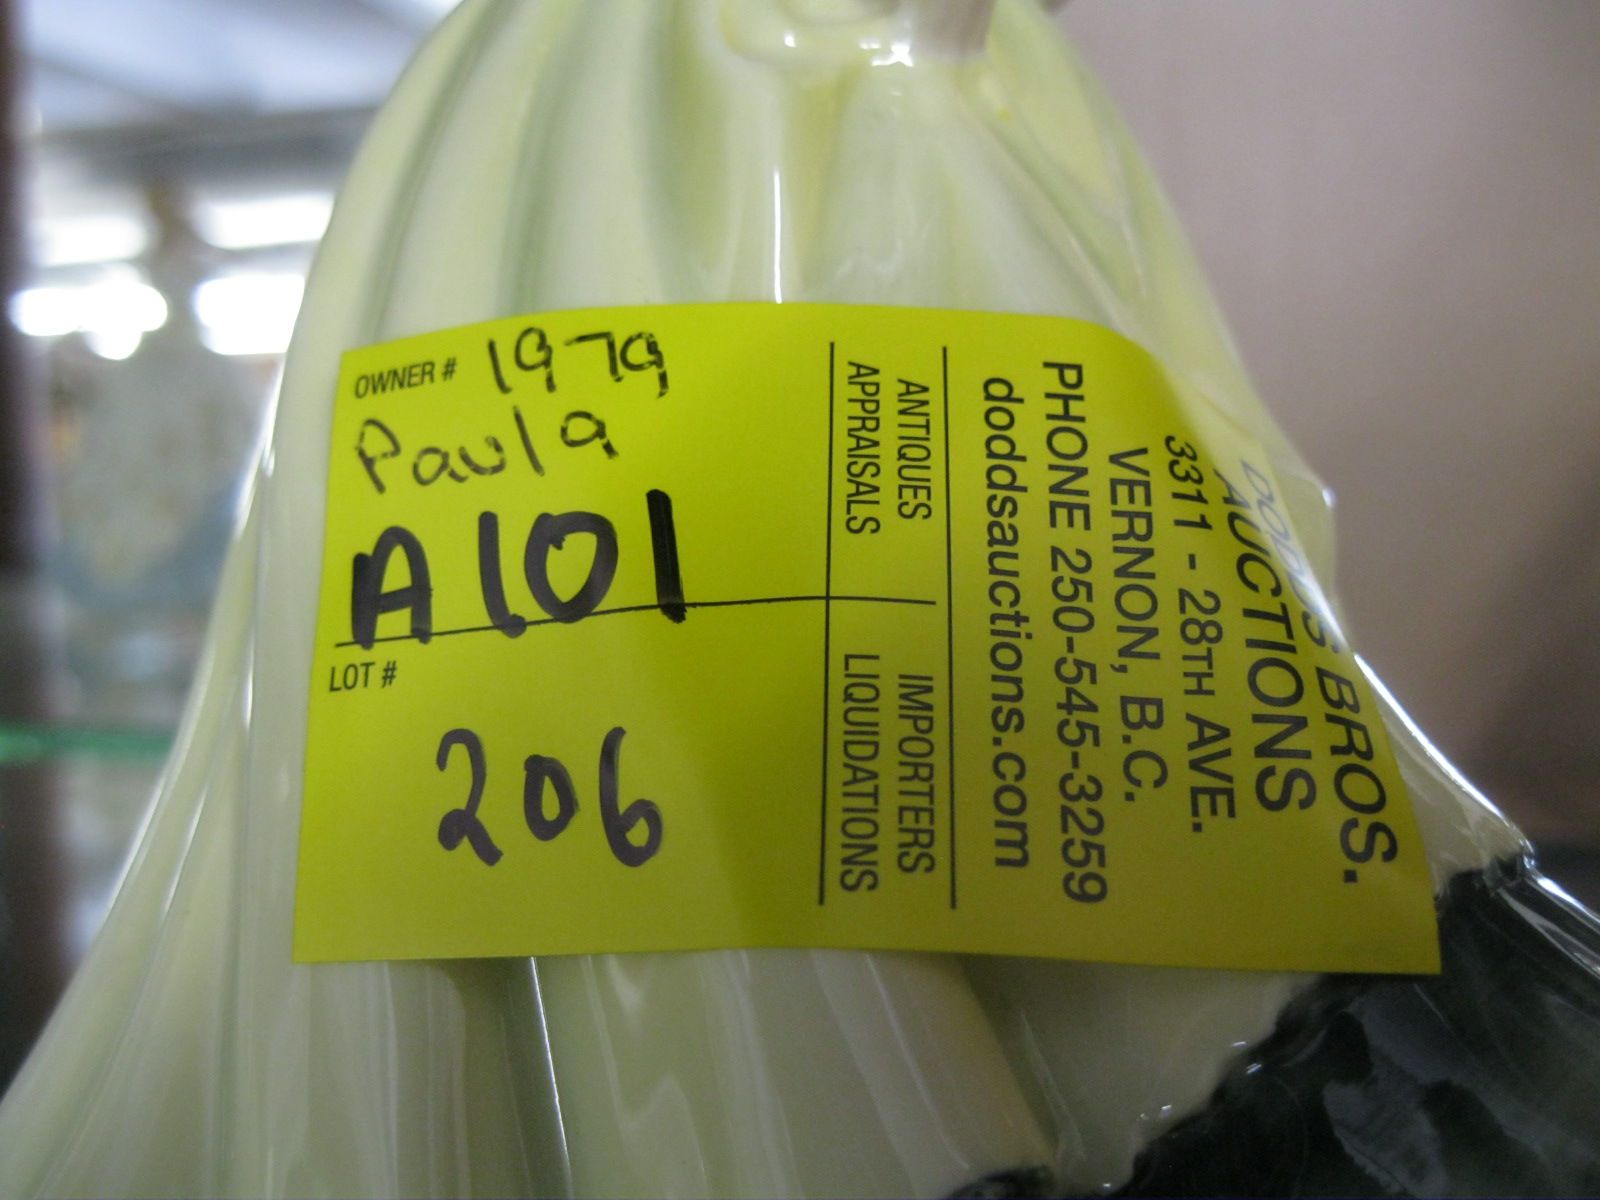 OWNER # 1979
Paula
A101
LOT #
206
ANTIQUES
APPRAISALS
IMPORTERS
LIQUIDATIONS
DODDS BROS.
AUCTIONS
3311 - 28TH AVE.
VERNON, B.C.
PHONE 250-545-3259
doddsauctions.com